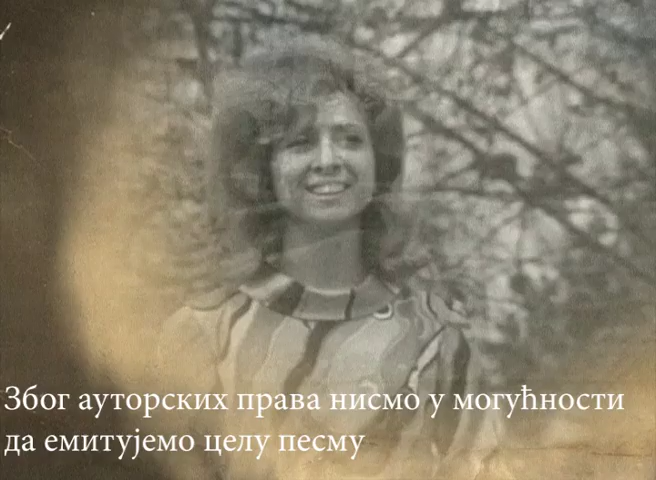 Због ауторских права нисмо у могућности
да емитујемо целу песму